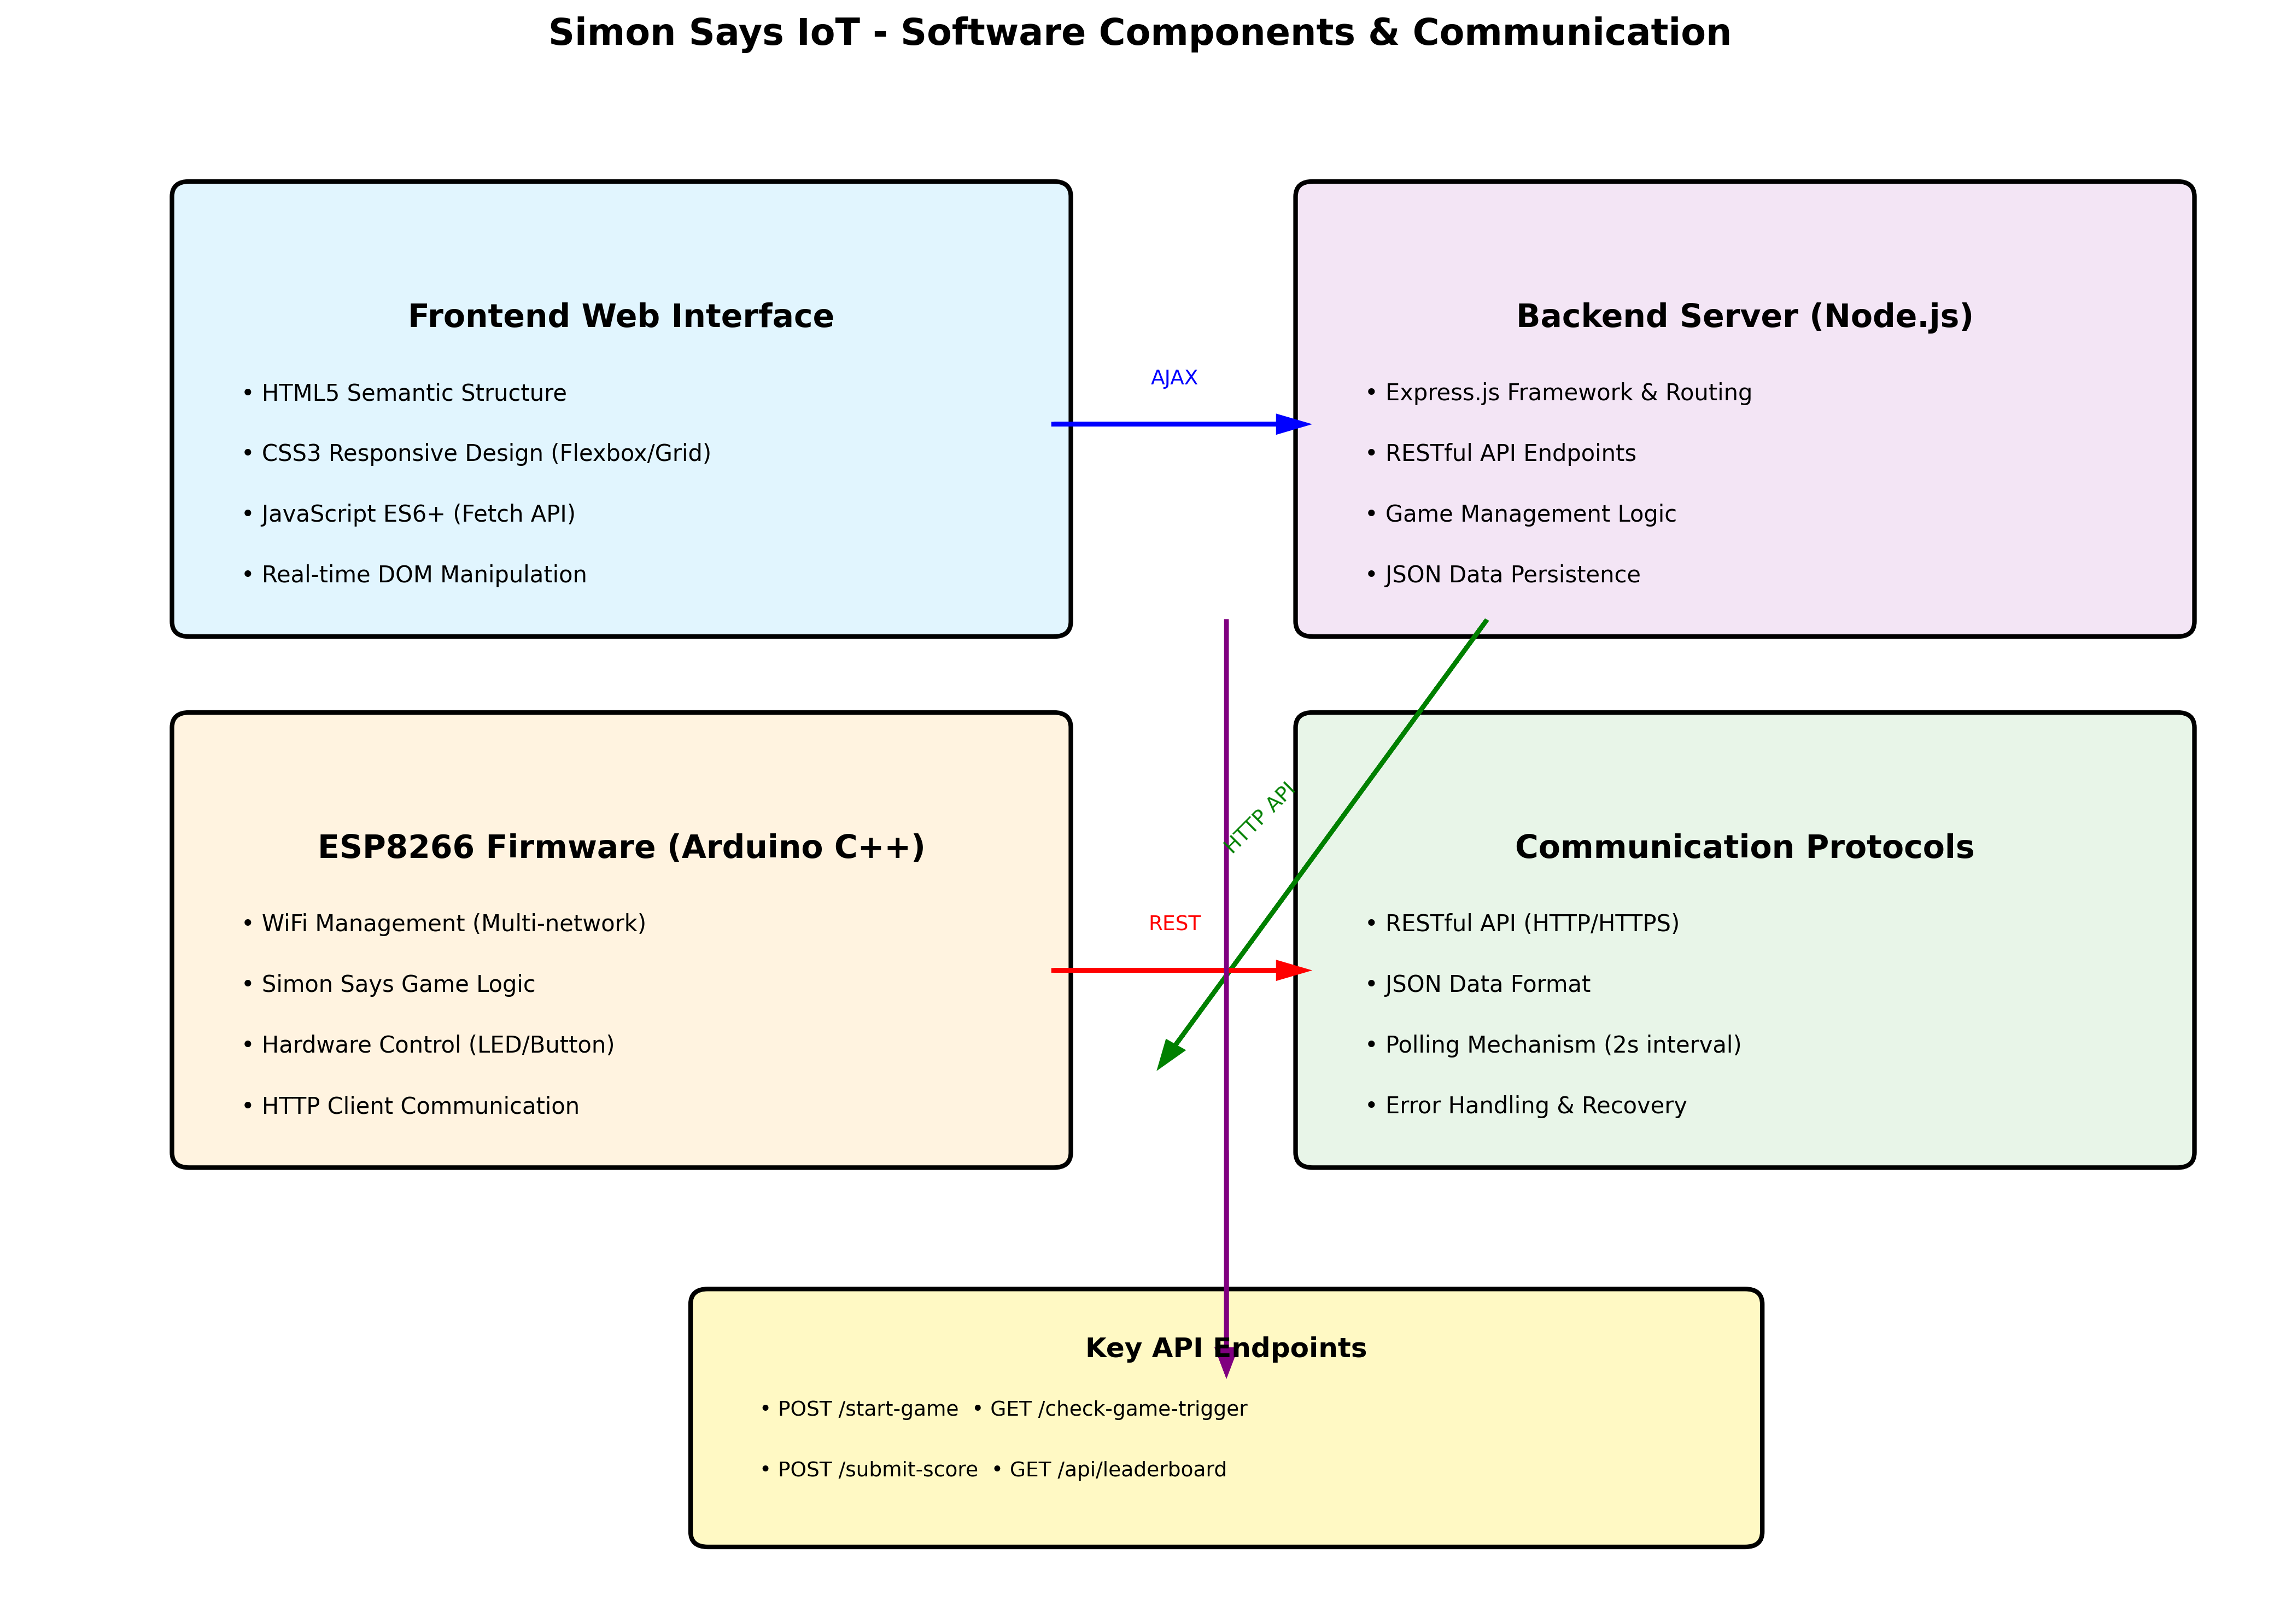 Simon Says IoT - Software Components & Communication
Frontend Web Interface
• HTML5 Semantic Structure
• CSS3 Responsive Design (Flexbox/Grid)
• JavaScript ES6+ (Fetch API)
• Real-time DOM Manipulation
AJAX
Backend Server (Node.js)
• Express.js Framework & Routing
• RESTful API Endpoints
• Game Management Logic
• JSON Data Persistence
HTTP API
ESP8266 Firmware (Arduino C++)
• WiFi Management (Multi-network)
• Simon Says Game Logic
• Hardware Control (LED/Button)
• HTTP Client Communication
REST
Communication Protocols
• RESTful API (HTTP/HTTPS)
• JSON Data Format
• Polling Mechanism (2s interval)
• Error Handling & Recovery
Key API Endpoints
• POST /start-game • GET /check-game-trigger
• POST /submit-score • GET /api/leaderboard